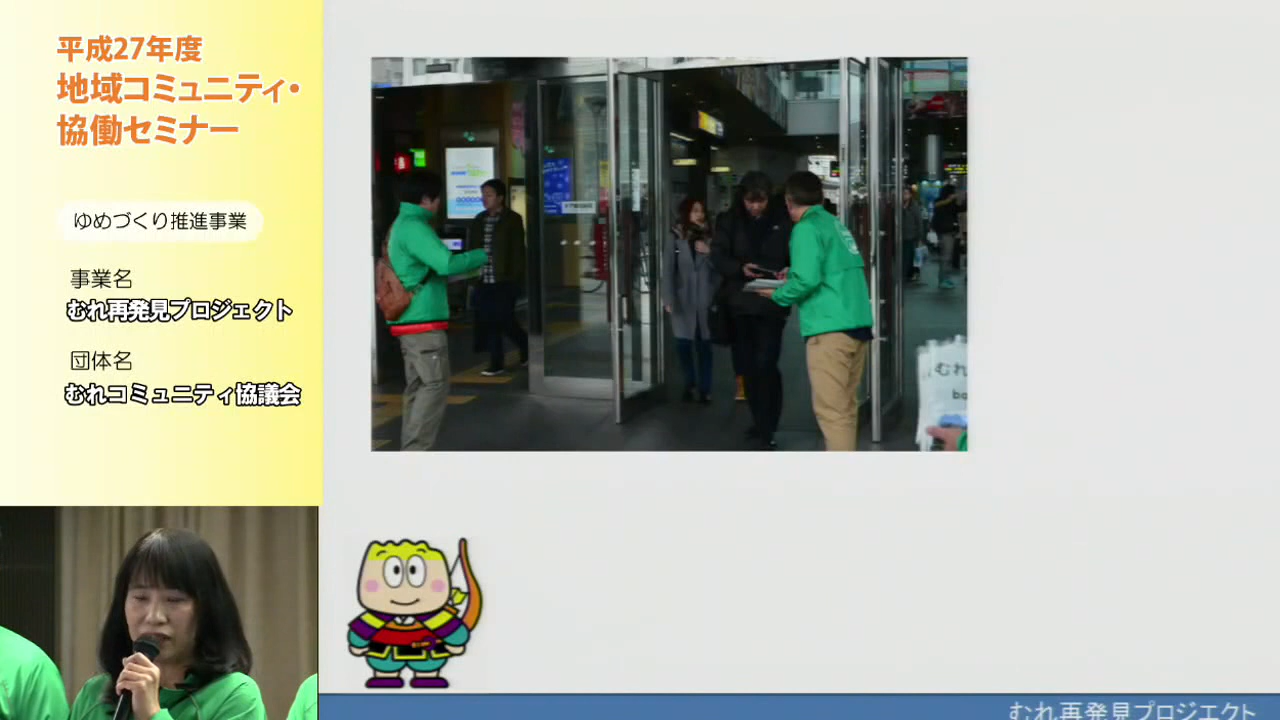 平成27年度
地域コミュニティ・
協働セミナー
ゆめづくり推進事業
事業名
むれ再発見プロジェクト
団体名
むれコミュニティ協議会
むれ
むれ再発見プロジェクト